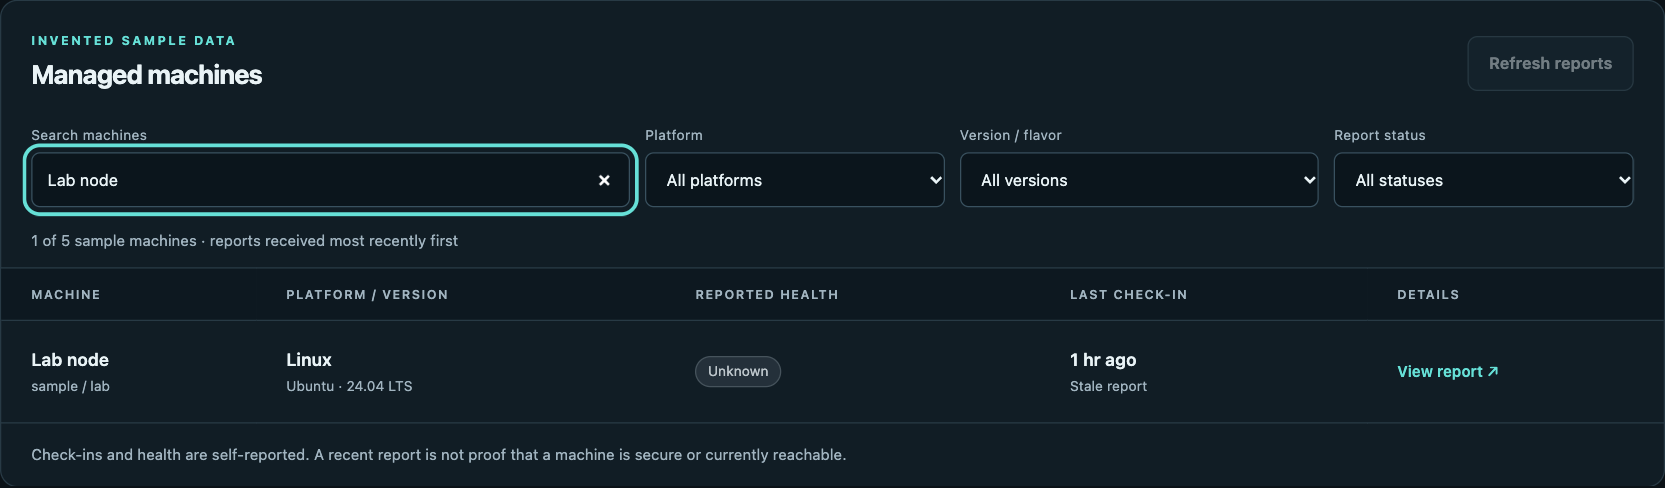 INVENTED SAMPLE DATA
Managed machines
Refresh reports
Search machines
Platform
Version / flavor
Report status
Lab node
All platforms
All versions
All statuses
1 of 5 sample machines · reports received most recently first
MACHINE
PLATFORM / VERSION
REPORTED HEALTH
LAST CHECK-IN
DETAILS
Lab node
sample / lab
Linux
Ubuntu · 24.04 LTS
Unknown
1 hr ago
Stale report
View report ↗
Check-ins and health are self-reported. A recent report is not proof that a machine is secure or currently reachable.